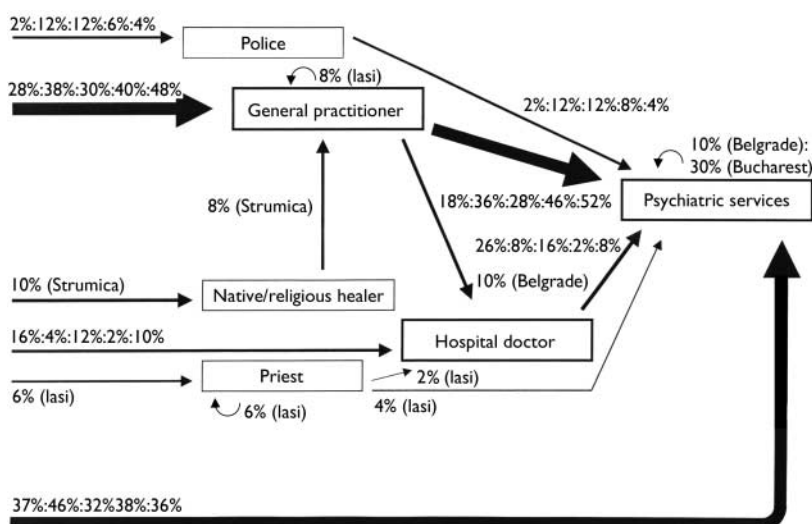 2%:12%:12%:6%:4%
Police
8% (Iasi)
28%:38%:30%:40%:48%
General practitioner
2%:12%:12%:8%:4%
10% (Belgrade):
30% (Bucharest)
Psychiatric services
18%:36%:28%:46%:52%
8% (Strumica)
26%:8%:16%:2%:8%
10% (Belgrade)
10% (Strumica)
Native/religious healer
16%:4%:12%:2%:10%
Hospital doctor
Priest
2% (Iasi)
6% (Iasi)
6% (Iasi)
4% (Iasi)
37%:46%:32%38%:36%